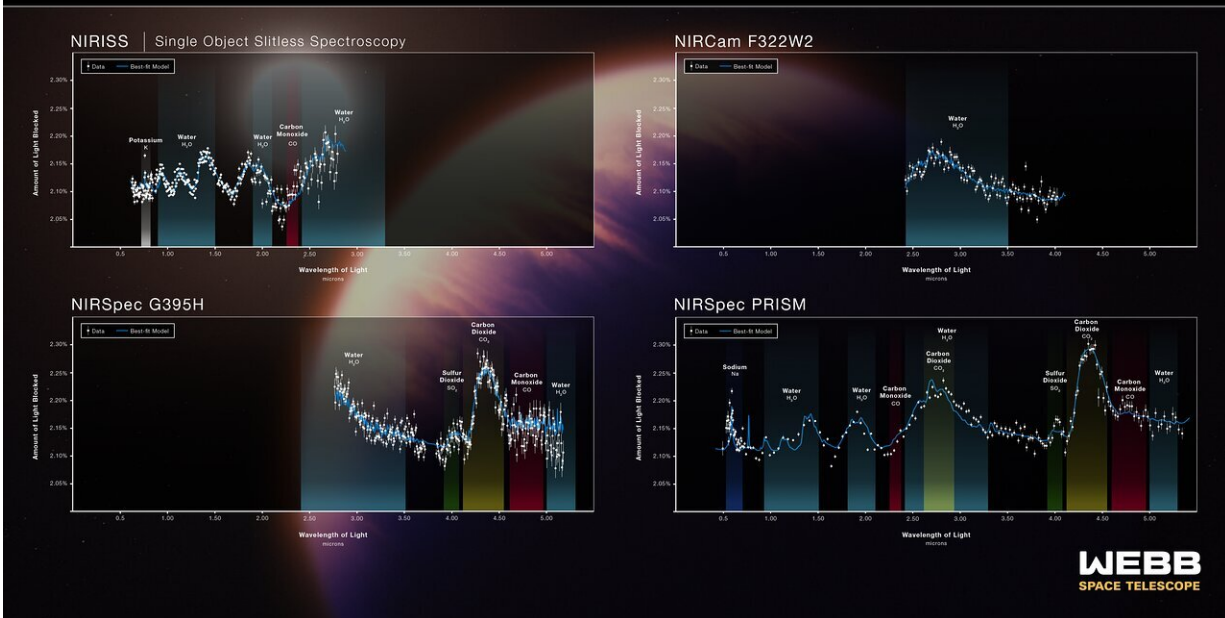 NIRISS | Single Object Slitless Spectroscopy
Data Best-fit Model
Amount of Light Blocked
2.30%
2.25%
2.20%
2.15%
2.10%
2.05%
Potassium
K
Water
H₂O
Water
H₂O
Carbon
Monoxide
CO
Water
H₂O
0.5 1.00 1.50 2.00 2.50 3.00 3.50 4.00 4.50 5.00
Wavelength of Light
microns
NIRCam F322W2
Data Best-fit Model
Amount of Light Blocked
2.30%
2.25%
2.20%
2.15%
2.10%
2.05%
Water
H₂O
0.5 1.00 1.50 2.00 2.50 3.00 3.50 4.00 4.50 5.00
Wavelength of Light
microns
NIRSpec G395H
Data Best-fit Model
Amount of Light Blocked
2.30%
2.25%
2.20%
2.15%
2.10%
2.05%
Water
H₂O
Sulfur
Dioxide
SO₂
Carbon
Dioxide
CO₂
Carbon
Monoxide
CO
Water
H₂O
0.5 1.00 1.50 2.00 2.50 3.00 3.50 4.00 4.50 5.00
Wavelength of Light
microns
NIRSpec PRISM
Data Best-fit Model
Amount of Light Blocked
2.30%
2.25%
2.20%
2.15%
2.10%
2.05%
Sodium
Na
Water
H₂O
Water
H₂O
Carbon
Monoxide
CO
Water
H₂O
Carbon
Dioxide
CO₂
Sulfur
Dioxide
SO₂
Carbon
Dioxide
CO₂
Carbon
Monoxide
CO
Water
H₂O
0.5 1.00 1.50 2.00 2.50 3.00 3.50 4.00 4.50 5.00
Wavelength of Light
microns
WEBB
SPACE TELESCOPE